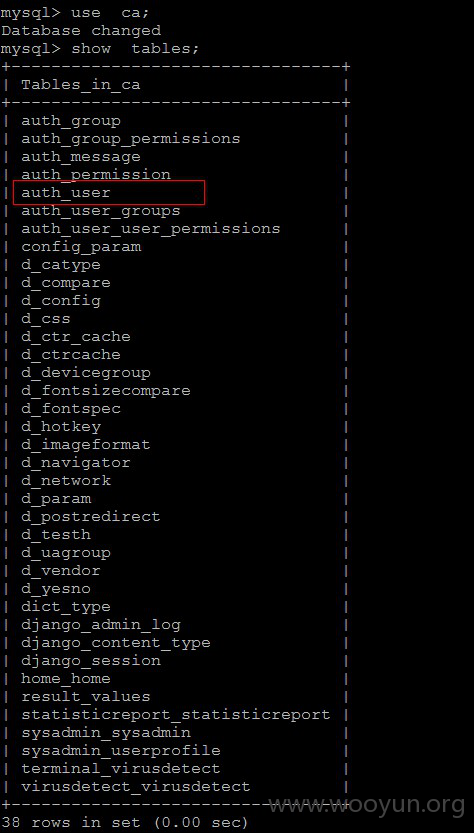 mysql> use  ca;
Database changed
mysql> show  tables;
+----------------------------------+
| Tables_in_ca                     |
+----------------------------------+
| auth_group                       |
| auth_group_permissions           |
| auth_message                     |
| auth_permission                  |
| auth_user                        |
| auth_user_groups                 |
| auth_user_user_permissions       |
| config_param                     |
| d_catype                         |
| d_compare                        |
| d_config                         |
| d_css                            |
| d_ctr_cache                      |
| d_ctrcache                       |
| d_devicegroup                    |
| d_fontsizecompare                |
| d_fontspec                       |
| d_hotkey                         |
| d_imageformat                    |
| d_navigator                      |
| d_network                        |
| d_param                          |
| d_postredirect                   |
| d_testh                          |
| d_uagroup                        |
| d_vendor                         |
| d_yesno                          |
| dict_type                        |
| django_admin_log                 |
| django_content_type              |
| django_session                   |
| home_home                        |
| result_values                    |
| statisticreport_statisticreport |
| sysadmin_sysadmin                |
| sysadmin_userprofile             |
| terminal_virusdetect             |
| virusdetect_virusdetect          |
+----------------------------------+
www.wooyun.org
38 rows in set (0.00 sec)